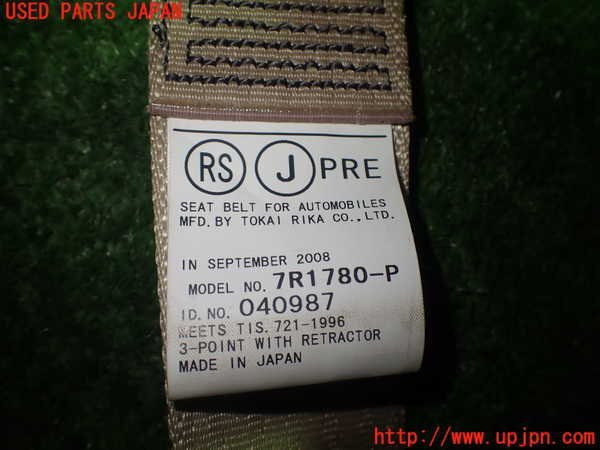 USED PARTS JAPAN
RS J PRE
SEAT BELT FOR AUTOMOBILES
MFD. BY TOKAI RIKA CO., LTD.
IN SEPTEMBER 2008
MODEL NO. 7R1780-P
ID. NO. 040987
MEETS TIS. 721-1996
3-POINT WITH RETRACTOR
MADE IN JAPAN
http://www.upjpn.com